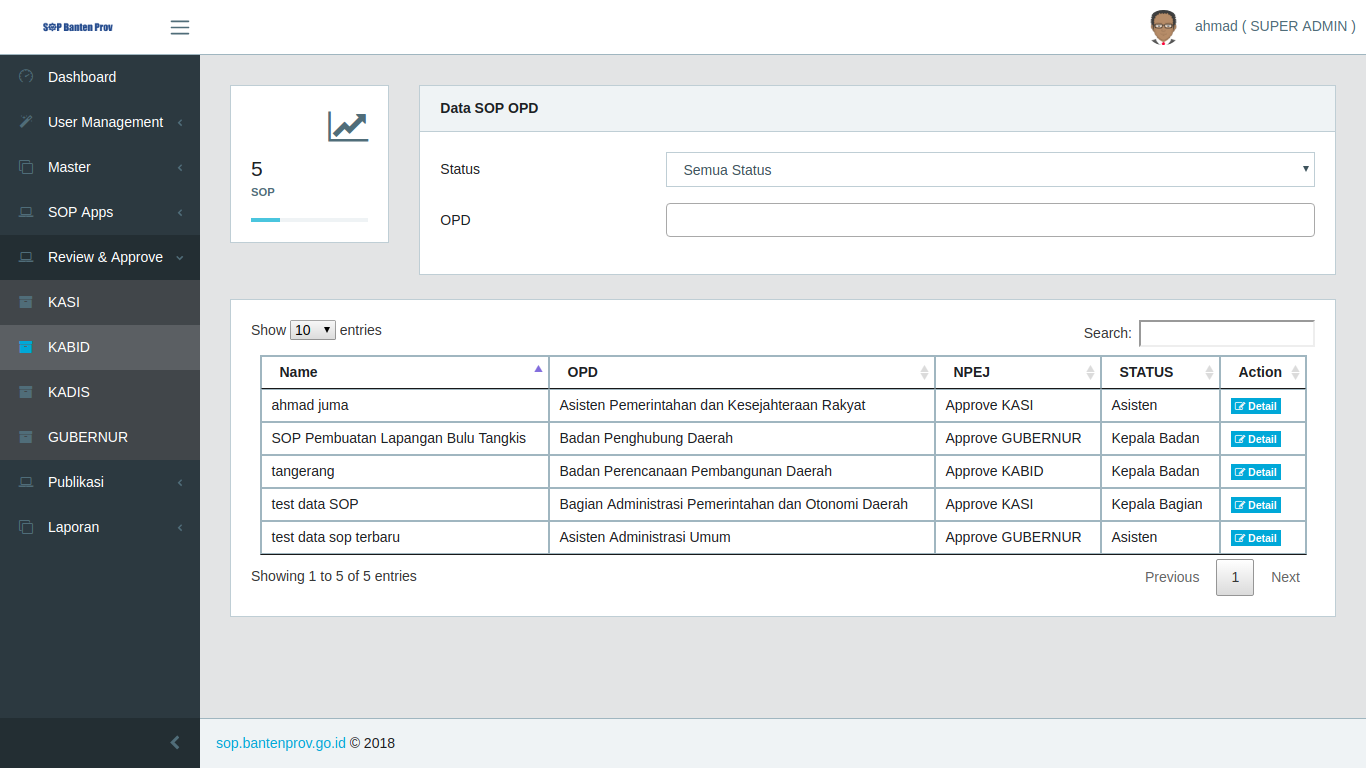 SOP Banten Prov
ahmad ( SUPER ADMIN )
Dashboard
User Management
Master
SOP Apps
Review & Approve
KASI
KABID
KADIS
GUBERNUR
Publikasi
Laporan
5
SOP
Data SOP OPD
Status Semua Status
OPD
Show 10 entries Search:
Name OPD NPEJ STATUS Action
ahmad juma Asisten Pemerintahan dan Kesejahteraan Rakyat Approve KASI Asisten Detail
SOP Pembuatan Lapangan Bulu Tangkis Badan Penghubung Daerah Approve GUBERNUR Kepala Badan Detail
tangerang Badan Perencanaan Pembangunan Daerah Approve KABID Kepala Badan Detail
test data SOP Bagian Administrasi Pemerintahan dan Otonomi Daerah Approve KASI Kepala Bagian Detail
test data sop terbaru Asisten Administrasi Umum Approve GUBERNUR Asisten Detail
Showing 1 to 5 of 5 entries Previous 1 Next
sop.bantenprov.go.id © 2018